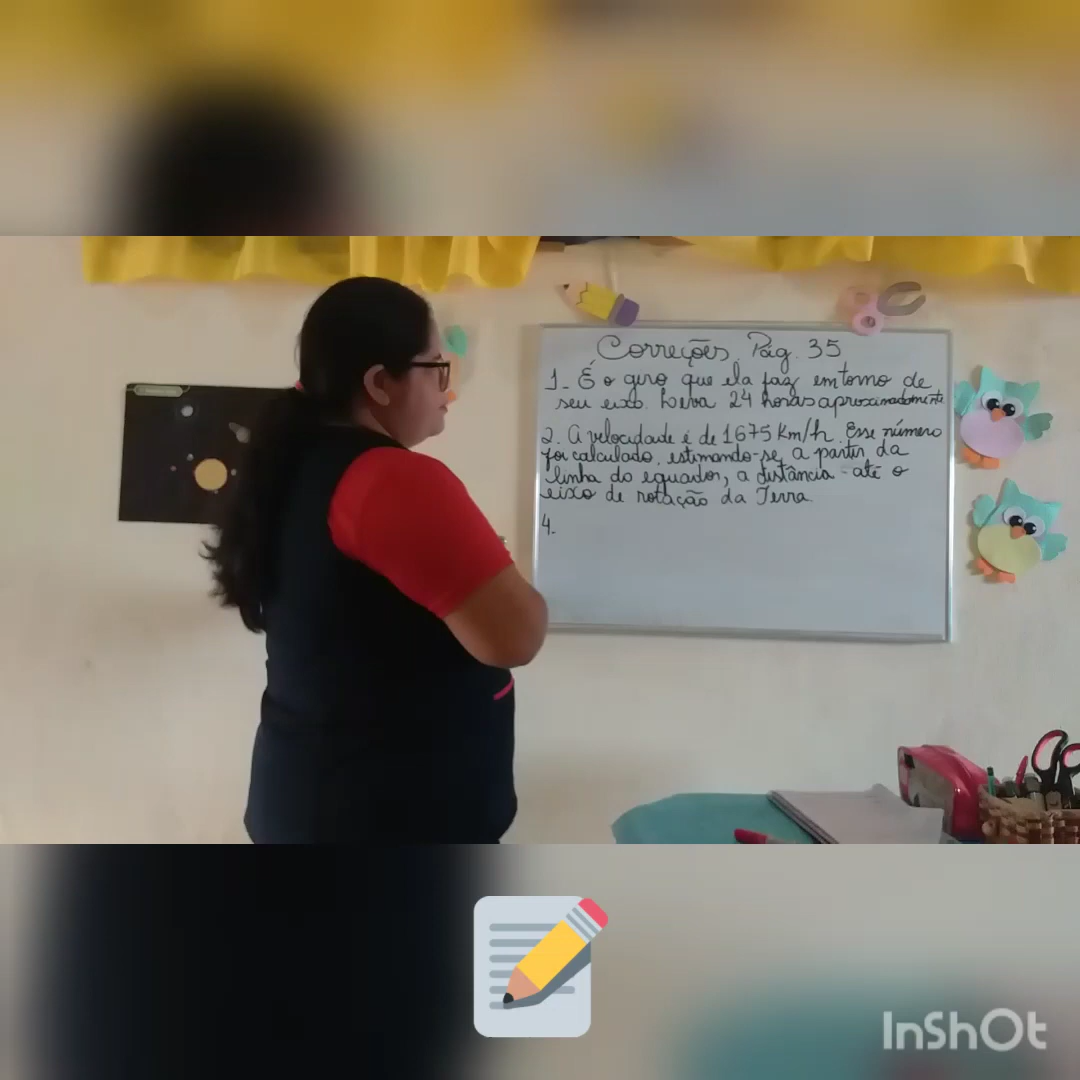 Correções. Pág. 35
1- É o giro que ela faz em torno de
seu eixo. Leva 24 horas aproximadamente
2. A velocidade é de 1675 Km/h. Esse número
foi calculado, estimando-se, a partir da
linha do equador, a distância até o
eixo de rotação da Terra.
4.
InShOt